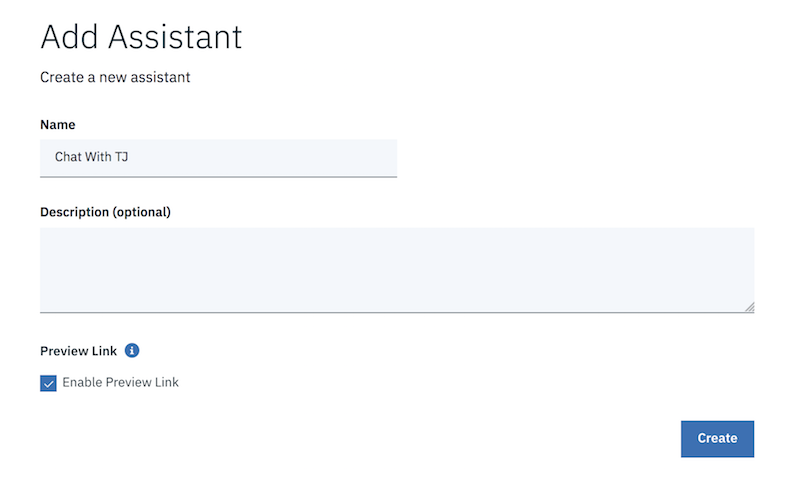 Add Assistant
Create a new assistant
Name
Chat With TJ
Description (optional)
Preview Link
Enable Preview Link
Create